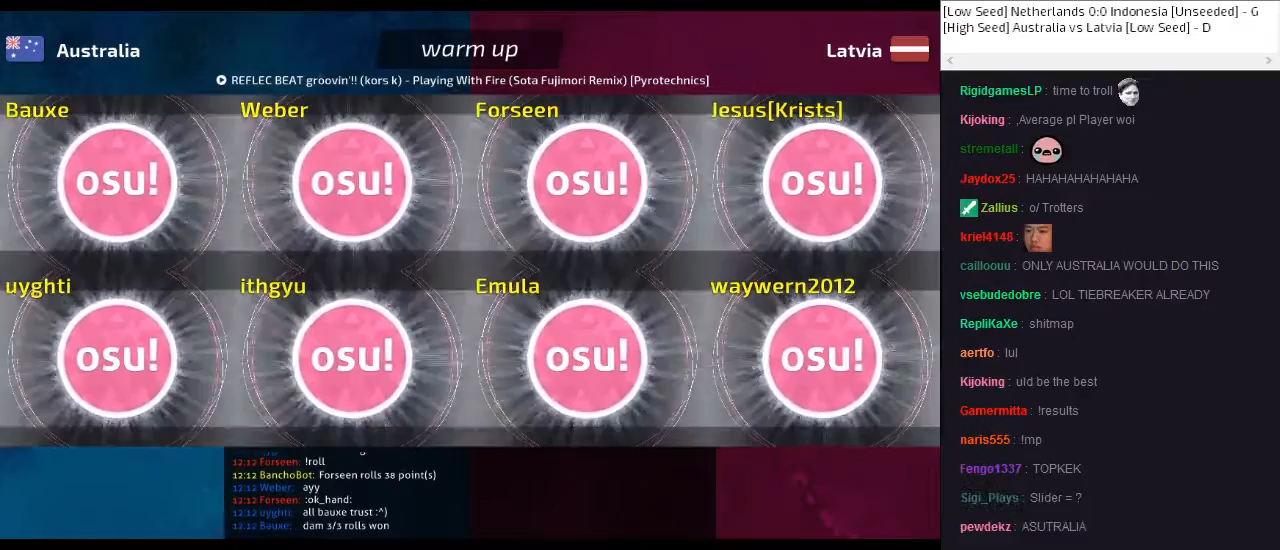 Australia
warm up
Latvia
REFLEC BEAT groovin'!! (kors k) - Playing With Fire (Sota Fujimori Remix) [Pyrotechnics]
Bauxe
Weber
Forseen
Jesus[Krists]
osu!
osu!
osu!
osu!
uyghti
ithgyu
Emula
waywern2012
osu!
osu!
osu!
osu!
12:12 Forseen: !roll
12:12 BanchoBot: Forseen rolls 38 point(s)
12:12 Weber: ayy
12:12 Forseen: :ok_hand:
12:12 uyghti: all bauxe trust :^)
12:12 Bauxe: dam 3/3 rolls won
[Low Seed] Netherlands 0:0 Indonesia [Unseeded] - G
[High Seed] Australia vs Latvia [Low Seed] - D
RigidgamesLP : time to troll
Kijoking : ,Average pl Player woi
stremetail :
Jaydox25 : HAHAHAHAHAHAHA
Zallius : o/ Trotters
kriel4148 :
cailloouu : ONLY AUSTRALIA WOULD DO THIS
vsebudedobre : LOL TIEBREAKER ALREADY
RepliKaXe : shitmap
aertfo : lul
Kijoking : uld be the best
Gamermitta : !results
naris555 : !mp
Fengo1337 : TOPKEK
Sigi_Plays : Slider = ?
pewdekz : ASUTRALIA